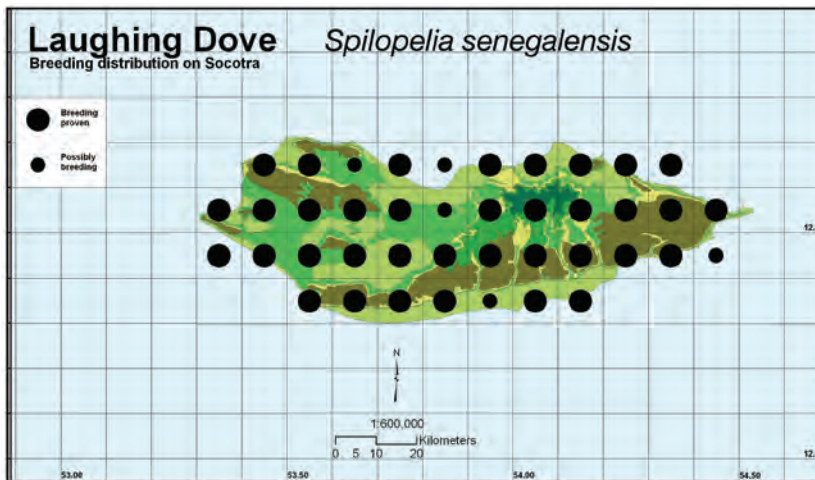 Laughing Dove Spilopelia senegalensis
Breeding distribution on Socotra
Breeding
proven
Possibly
breeding
12.
N
1:600,000
Kilometers
0 5 10 20
12.
53.00 53.50 54.00 54.50